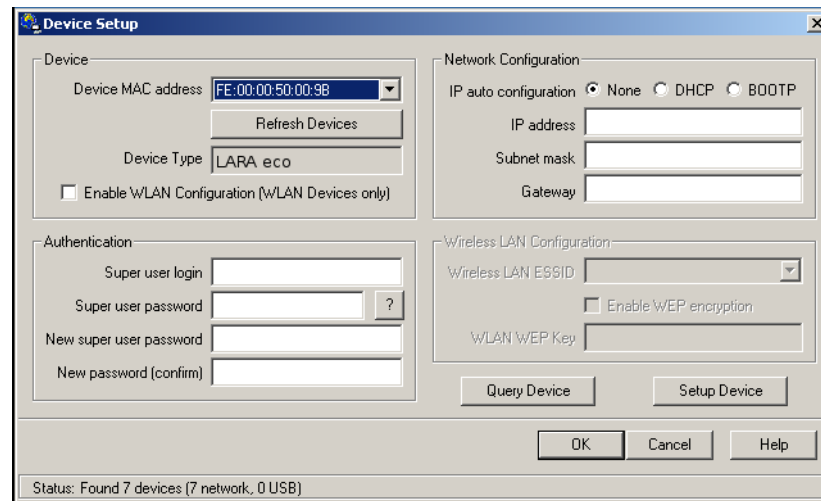 Device Setup
Device
Device MAC address FE:00:00:50:00:9B
Refresh Devices
Device Type LARA eco
Enable WLAN Configuration (WLAN Devices only)
Network Configuration
IP auto configuration None DHCP BOOTP
IP address
Subnet mask
Gateway
Authentication
Super user login
Super user password ?
New super user password
New password (confirm)
Wireless LAN Configuration
Wireless LAN ESSID
Enable WEP encryption
WLAN WEP Key
Query Device Setup Device
OK Cancel Help
Status: Found 7 devices (7 network, 0 USB)